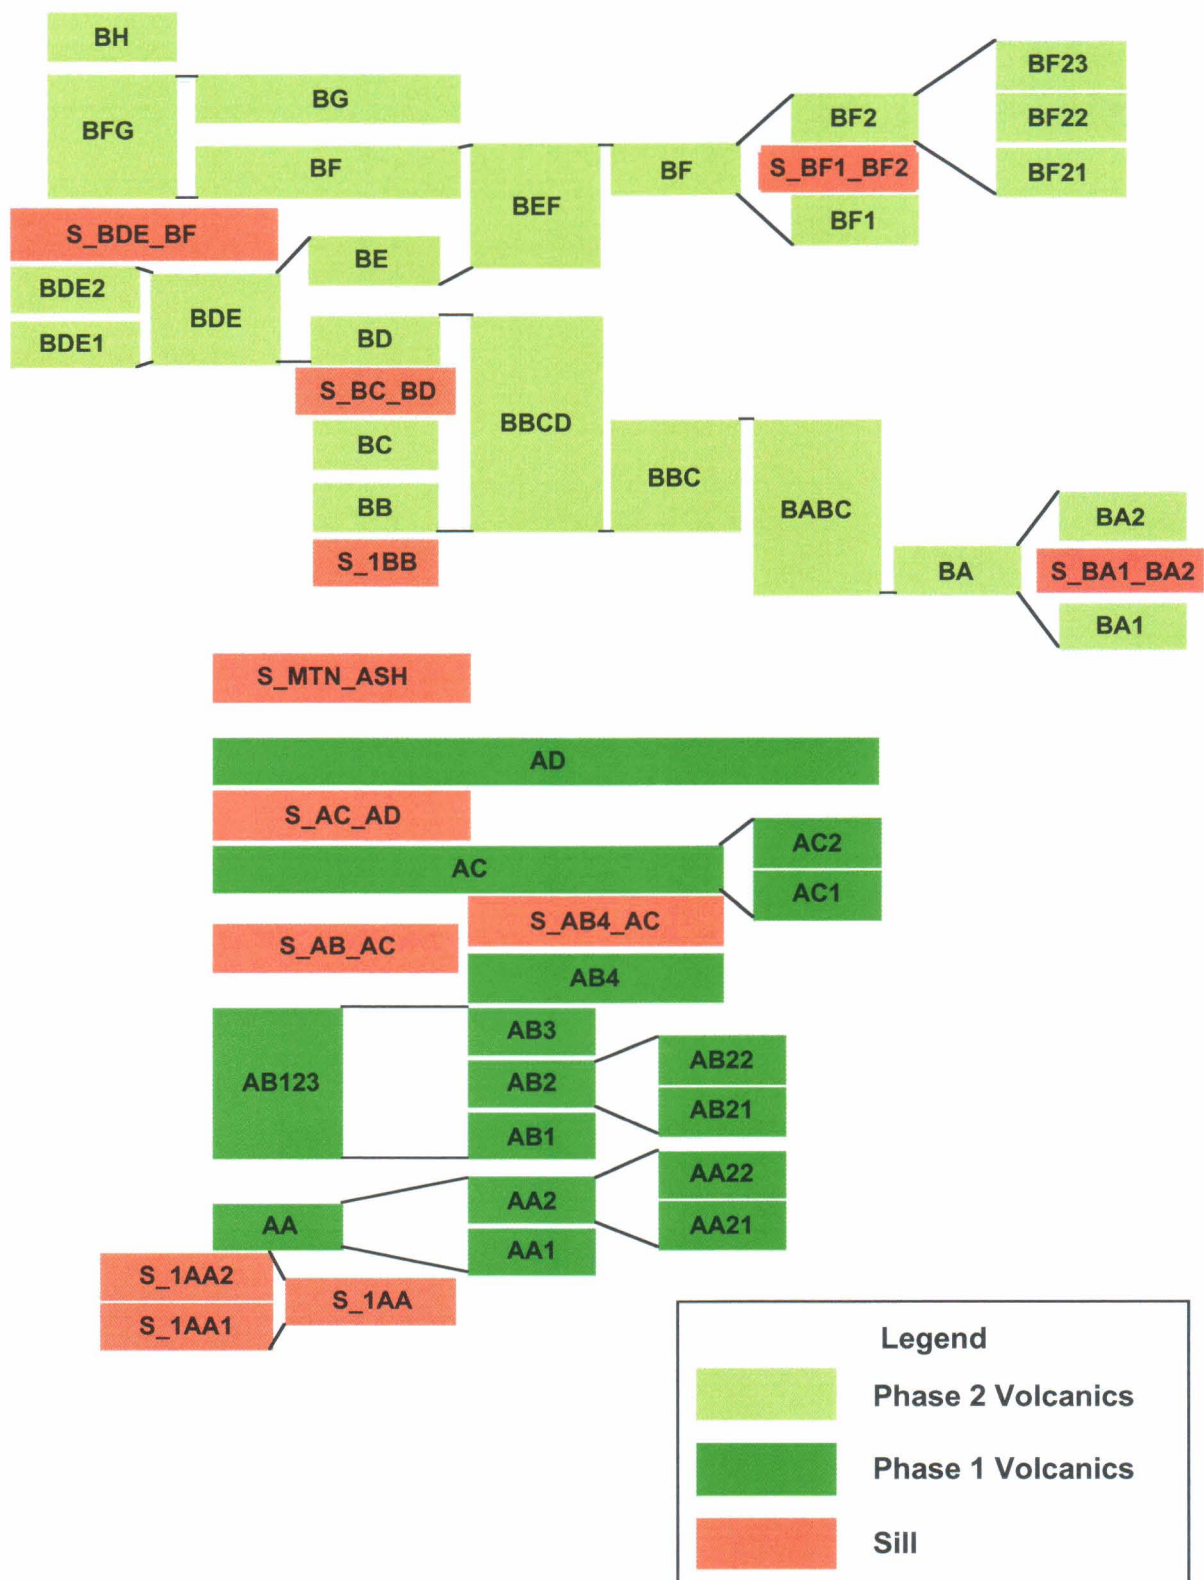 BH
BFG
BG
BF
BEF
BF
BF2
S_BF1_BF2
BF1
BF23
BF22
BF21
S_BDE_BF
BDE2
BDE1
BDE
BE
BD
S_BC_BD
BC
BB
S_1BB
BBCD
BBC
BABC
BA
BA2
S_BA1_BA2
BA1
S_MTN_ASH
AD
S_AC_AD
AC
AC2
AC1
S_AB_AC
S_AB4_AC
AB4
AB123
AB3
AB2
AB1
AB22
AB21
AA
AA2
AA1
AA22
AA21
S_1AA2
S_1AA1
S_1AA
Legend
Phase 2 Volcanics
Phase 1 Volcanics
Sill